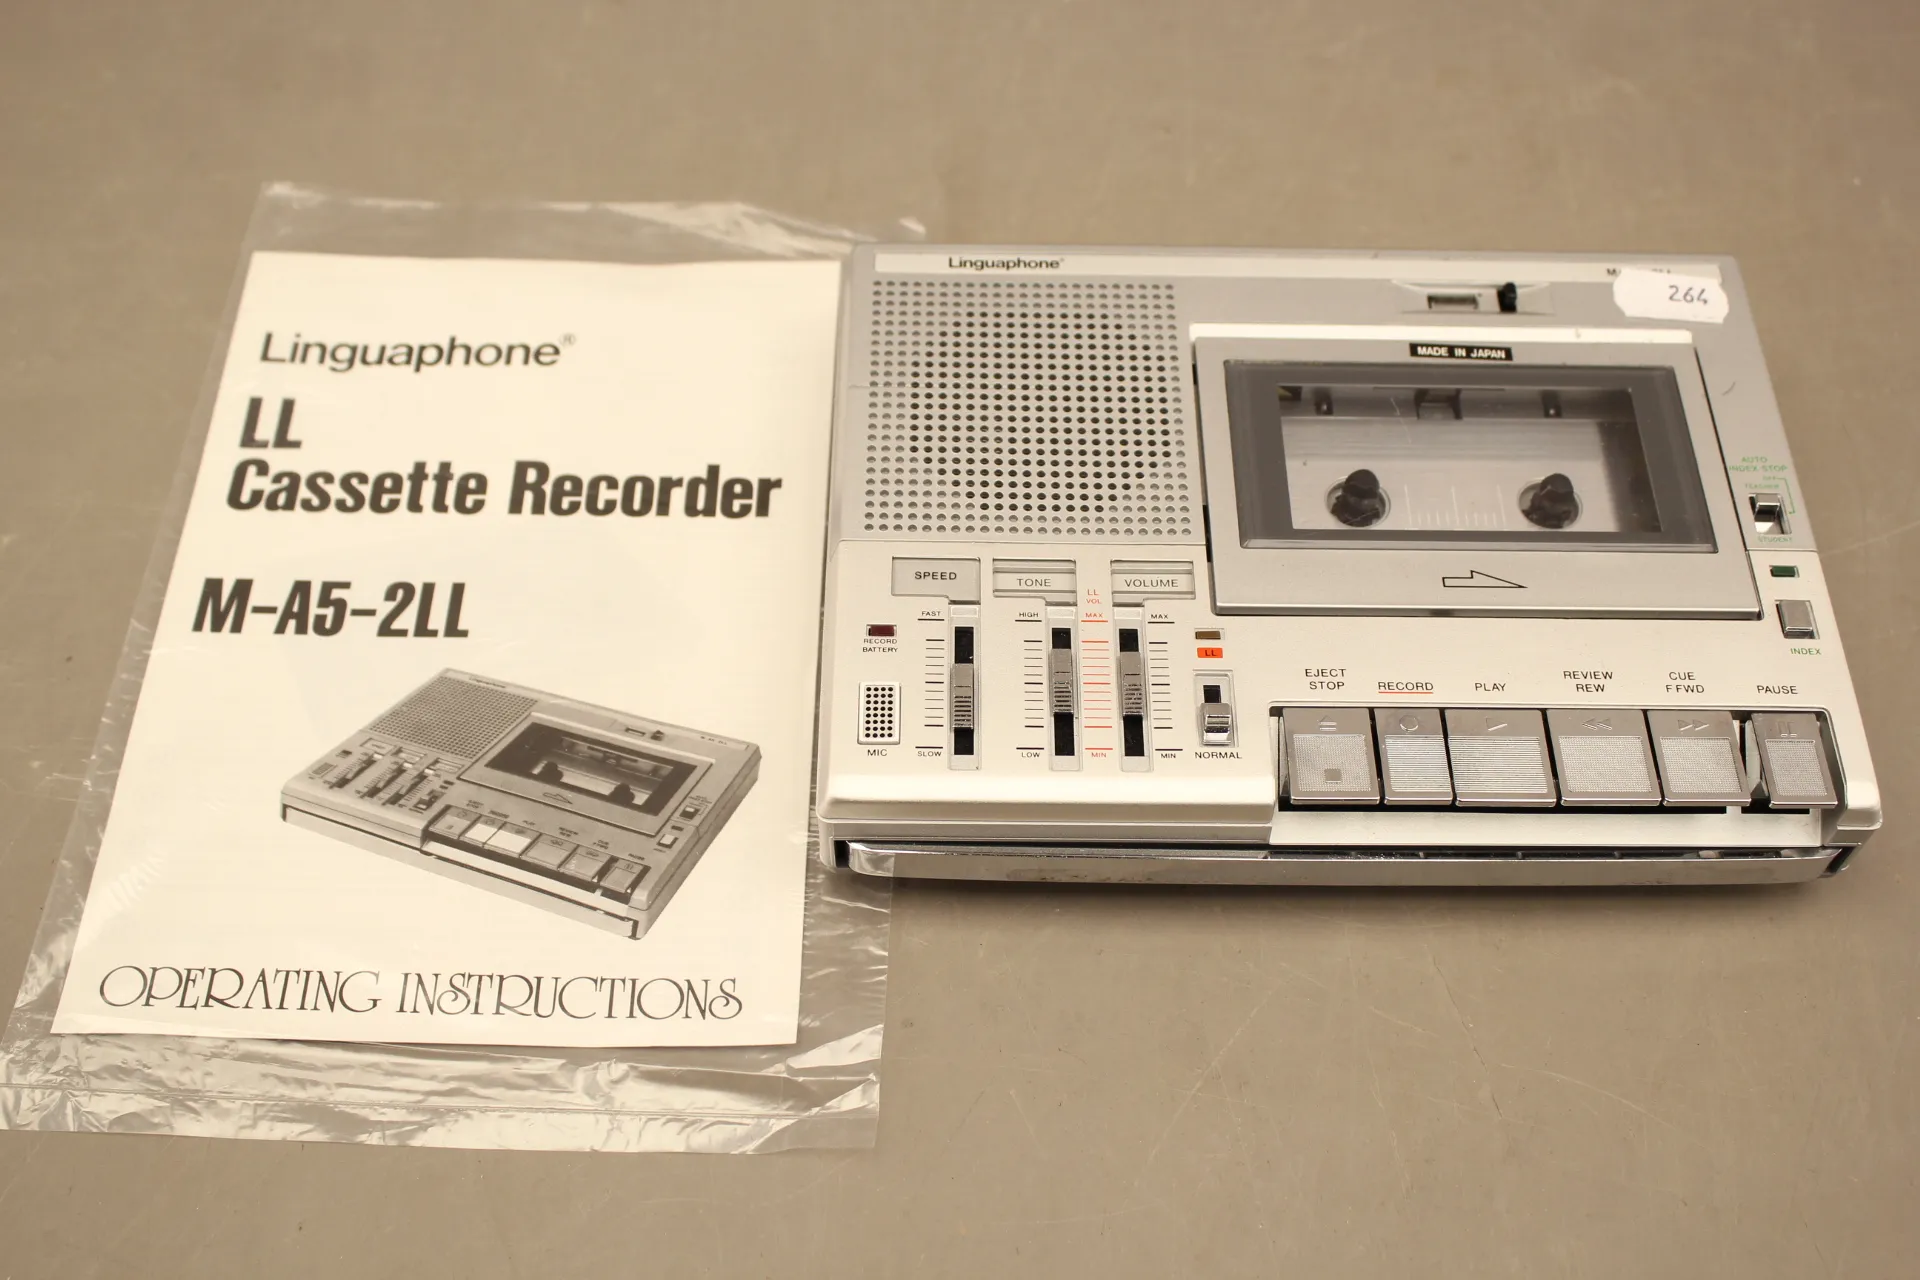 Linguaphone®
LL
Cassette Recorder
M-A5-2LL
OPERATING INSTRUCTIONS
Linguaphone®
264
MADE IN JAPAN
AUTO
INDEX STOP
OFF
TEACHER
STUDENT
INDEX
SPEED
TONE
VOLUME
LL
VOL
FAST
HIGH
MAX
MAX
RECORD
BATTERY
LL
MIC
SLOW
LOW
MIN
MIN
NORMAL
EJECT
STOP
RECORD
PLAY
REVIEW
REW
CUE
F FWD
PAUSE